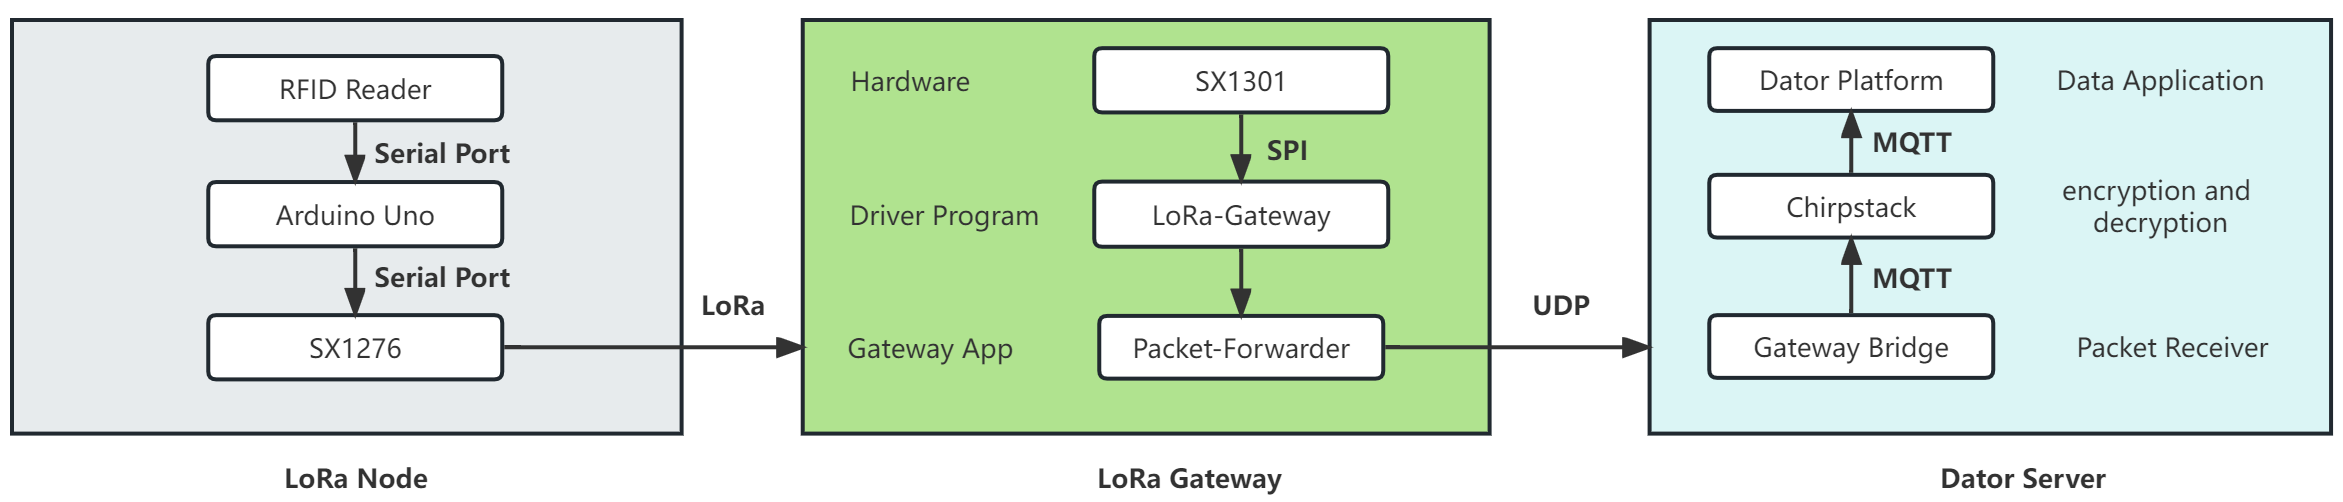 RFID Reader
Serial Port
Arduino Uno
Serial Port
SX1276
LoRa
LoRa Node
Hardware
SX1301
SPI
Driver Program
LoRa-Gateway
Gateway App
Packet-Forwarder
UDP
LoRa Gateway
Dator Platform
Data Application
MQTT
Chirpstack
encryption and
decryption
MQTT
Gateway Bridge
Packet Receiver
Dator Server